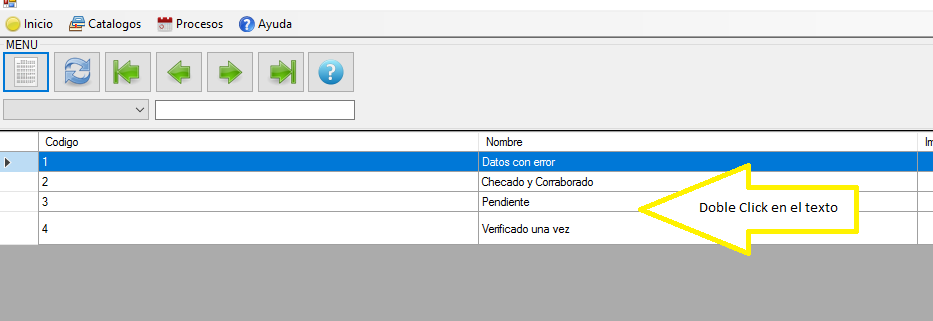 Inicio Catalogos Procesos Ayuda
MENU
Codigo Nombre
1 Datos con error
2 Checado y Corraborado
3 Pendiente
Doble Click en el texto
4 Verificado una vez